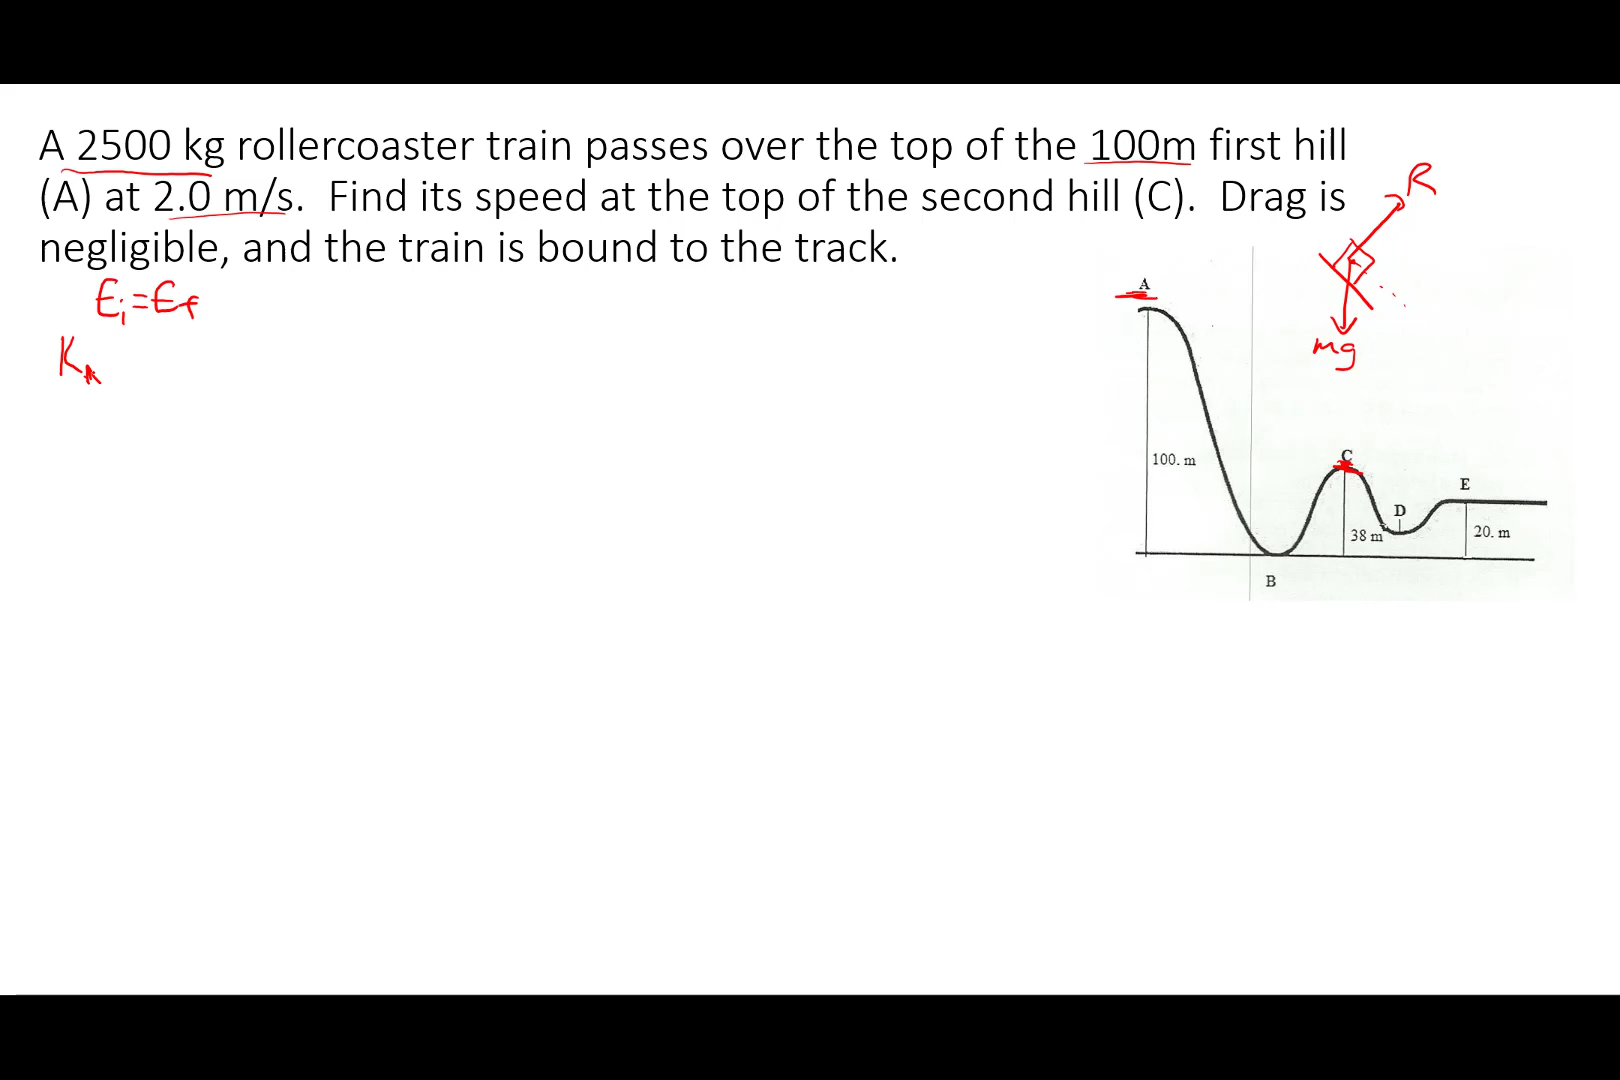 A 2500 kg rollercoaster train passes over the top of the 100m first hill
(A) at 2.0 m/s. Find its speed at the top of the second hill (C). Drag is
negligible, and the train is bound to the track.
Ei=Ef
KA
R
mg
A
100. m
C
E
D
38 m
20. m
B